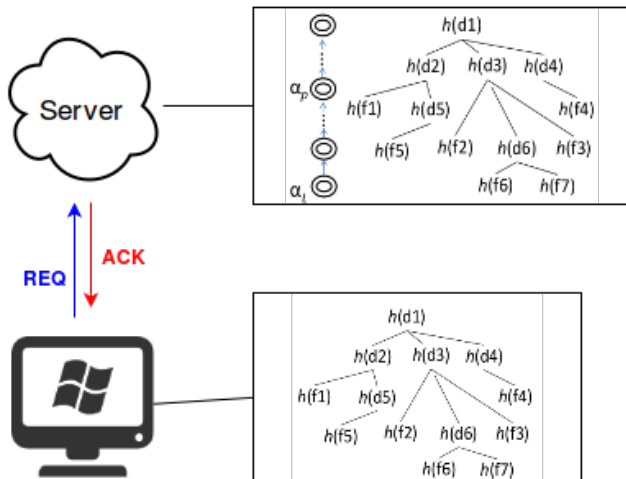 h(d1)
h(d2) h(d3) h(d4)
αp h(f1) h(d5) h(f4)
Server
h(f5) h(f2) h(d6) h(f3)
αL h(f6) h(f7)
REQ ACK
h(d1)
h(d2) h(d3) h(d4)
h(f1) h(d5) h(f4)
h(f5) h(f2) h(d6) h(f3)
h(f6) h(f7)